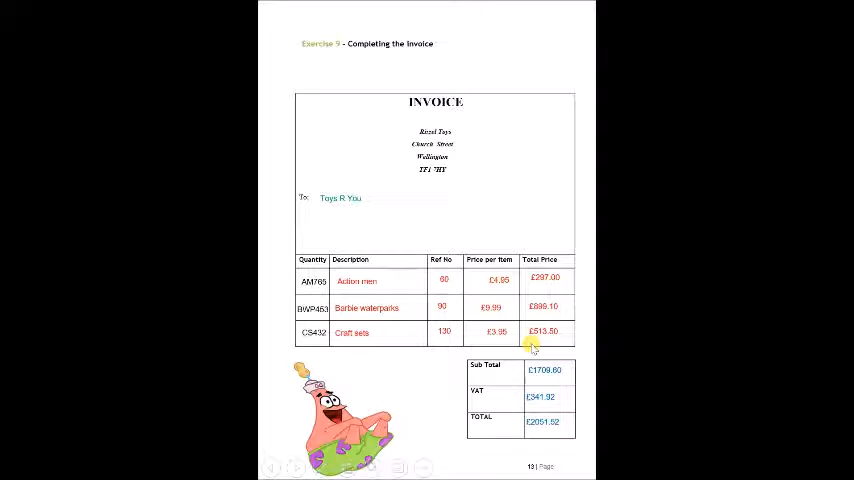 Exercise 9 - Completing the invoice
INVOICE
Rizel Toys
Church Street
Wellington
TF1 7HY
To: Toys R You
Quantity Description Ref No Price per item Total Price
AM765 Action men 60 £4.95 £297.00
BWP453 Barbie waterparks 90 £9.99 £899.10
CS432 Craft sets 130 £3.95 £513.50
Sub Total £1709.60
VAT £341.92
TOTAL £2051.52
13 | Page